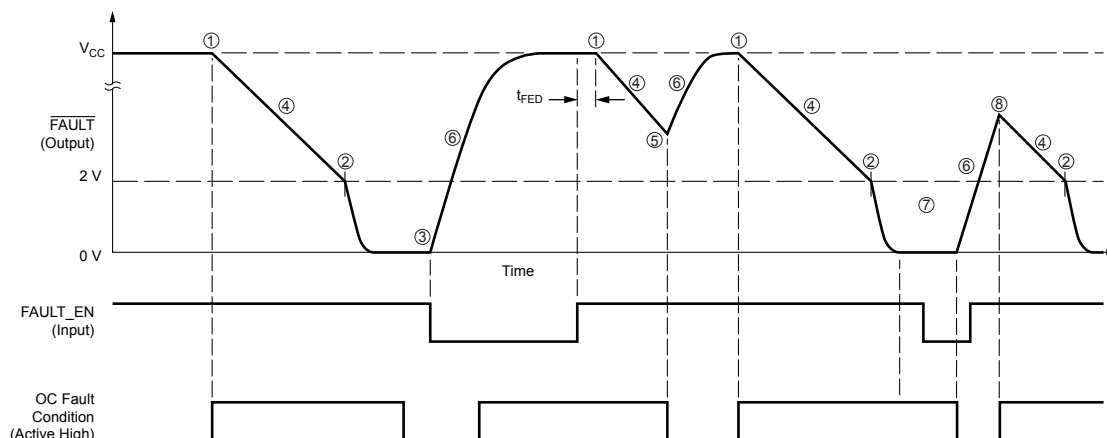 V_CC
FAULT
(Output)
2 V
0 V
① ① ①
④ ④ ⑥ ④ ⑧
t_FED
⑥ ⑤ ④
② ② ⑥ ②
⑦
③
Time
FAULT_EN
(Input)
OC Fault
Condition
(Active High)